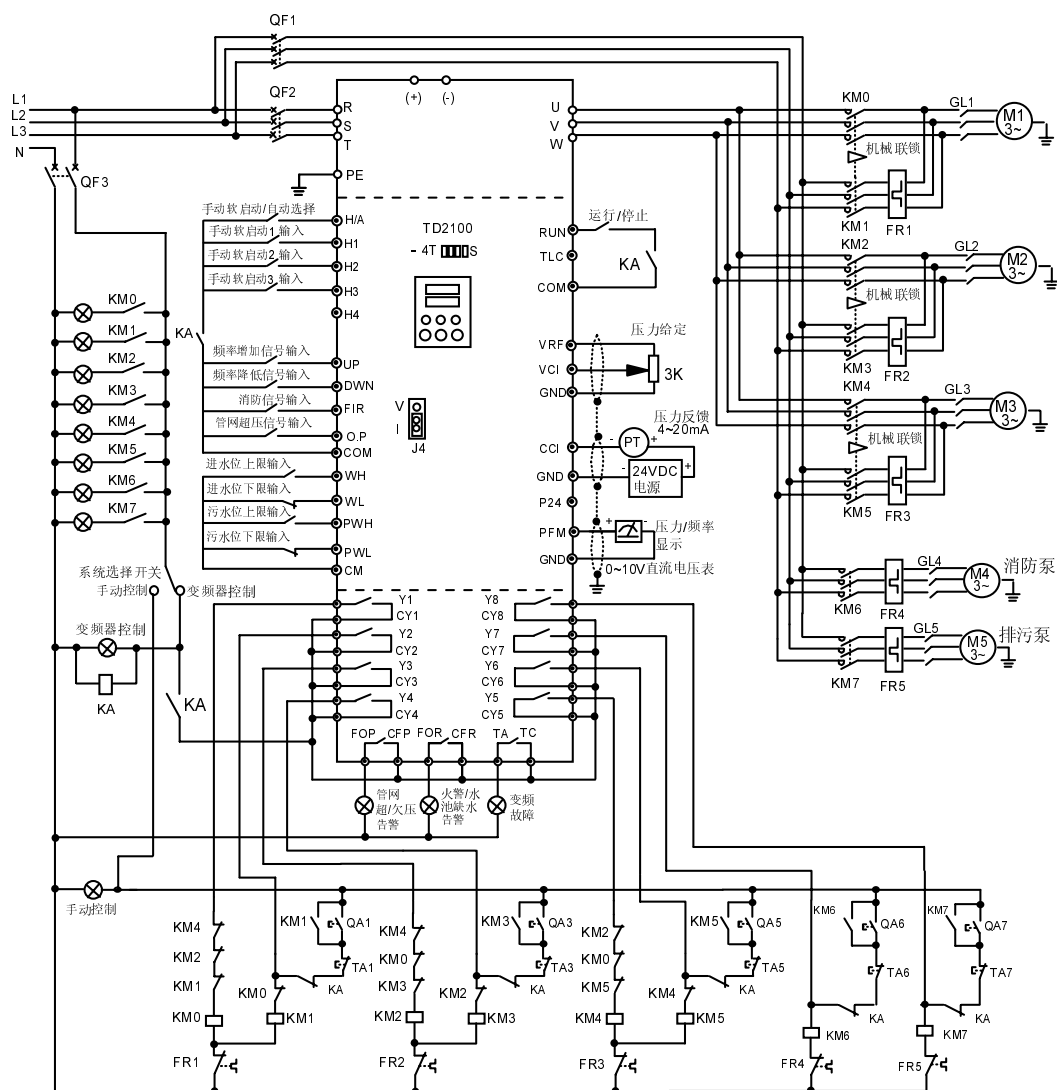 QF1
L1
L2
L3
N
QF2
QF3
(+) (-)
R
S
T
PE
U
V
W
KM0
GL1
M1
3~
机械联锁
KM1
FR1
KM2
GL2
M2
3~
机械联锁
KM3
FR2
KM4
GL3
M3
3~
机械联锁
KM5
FR3
GL4
M4
3~
消防泵
KM6
FR4
GL5
M5
3~
排污泵
KM7
FR5
TD2100
- 4T S
手动软启动/自动选择
H/A
手动软启动1 输入
H1
手动软启动2 输入
H2
手动软启动3 输入
H3
H4
KA
频率增加信号输入
UP
频率降低信号输入
DWN
消防信号输入
FIR
管网超压信号输入
O.P
COM
进水位上限输入
WH
进水位下限输入
WL
污水位上限输入
PWH
污水位下限输入
PWL
CM
V
I
J4
运行/停止
RUN
TLC
COM
KA
压力给定
VRF
VCI
GND
3K
压力反馈
4~20mA
CCI
- PT +
GND
- 24VDC +
电源
P24
PFM
+ -
压力/频率
显示
GND
0~10V直流电压表
KM0
KM1
KM2
KM3
KM4
KM5
KM6
KM7
系统选择开关
手动控制
变频器控制
变频器控制
KA
KA
Y1
CY1
Y2
CY2
Y3
CY3
Y4
CY4
Y8
CY8
Y7
CY7
Y6
CY6
Y5
CY5
FOP CFP FOR CFR TA TC
管网
超/欠压
告警
火警/水
池缺水
告警
变频
故障
手动控制
KM4
KM2
KM1
KM0
FR1
KM1
QA1
TA1
KA
KM0
KM1
KM4
KM0
KM3
KM2
FR2
KM3
QA3
TA3
KA
KM2
KM3
KM2
KM0
KM5
KM4
FR3
KM5
QA5
TA5
KA
KM4
KM5
KM6
QA6
TA6
KA
KM6
FR4
KM7
QA7
TA7
KA
KM7
FR5